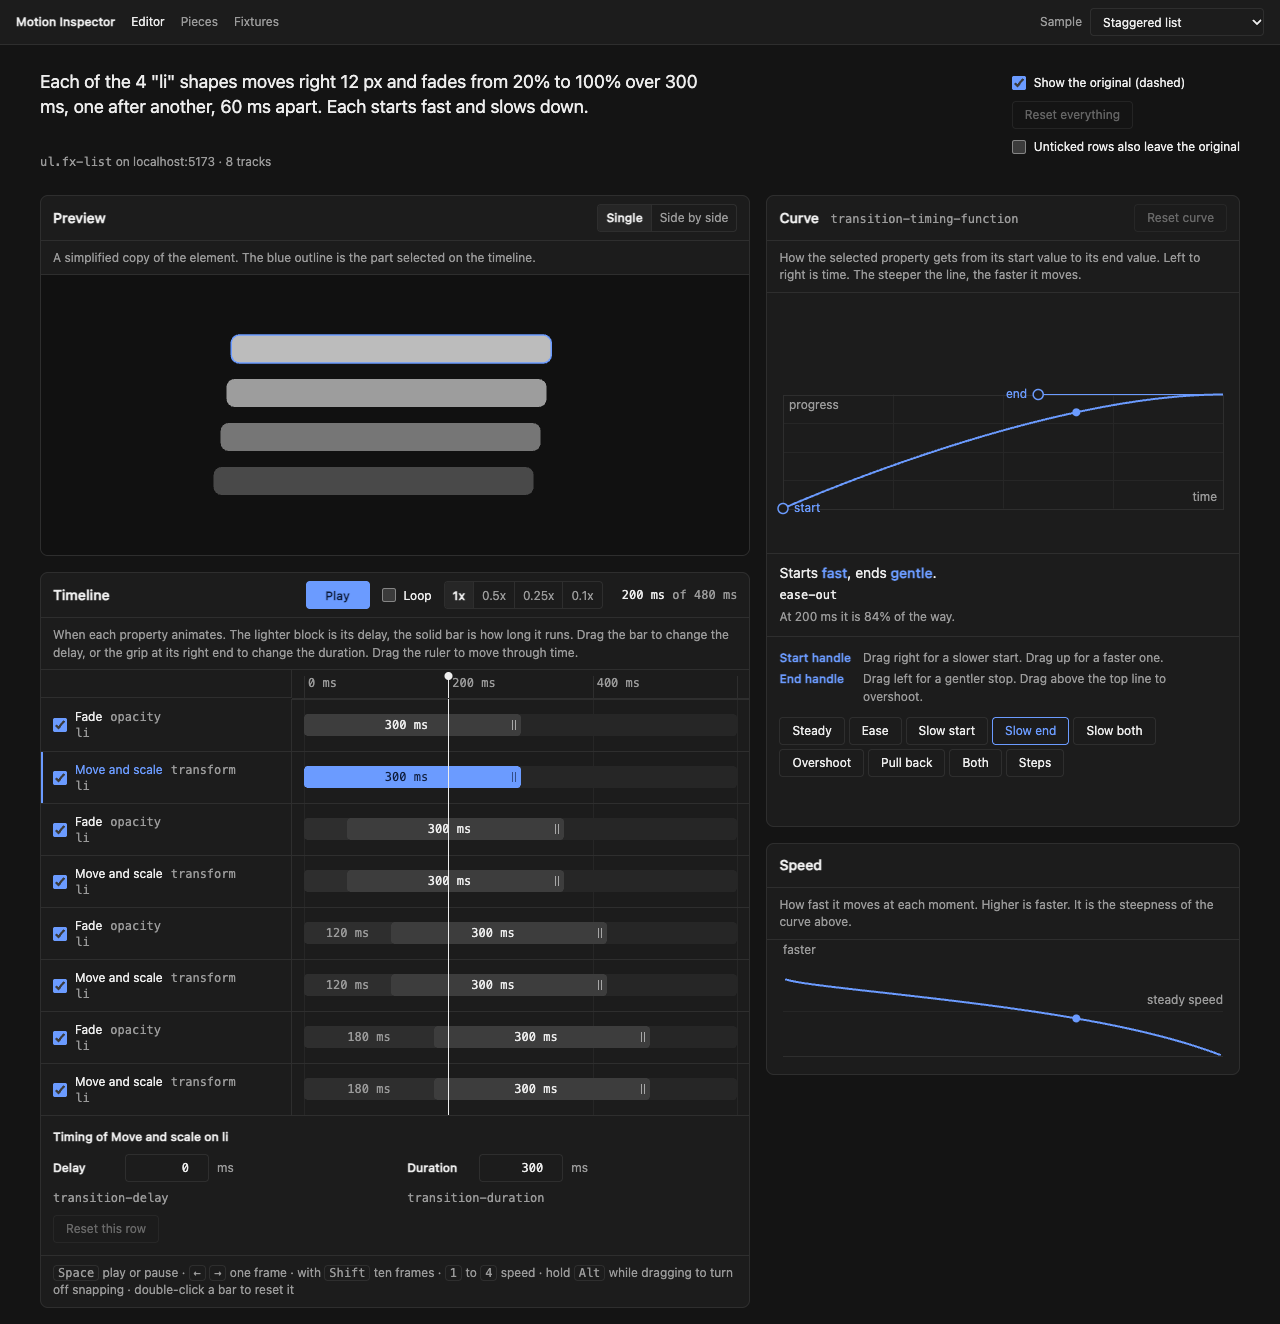 Motion Inspector Editor Pieces Fixtures Sample Staggered list
Each of the 4 "li" shapes moves right 12 px and fades from 20% to 100% over 300
ms, one after another, 60 ms apart. Each starts fast and slows down.
ul.fx-list on localhost:5173 · 8 tracks
Show the original (dashed)
Reset everything
Unticked rows also leave the original
Preview Single Side by side
A simplified copy of the element. The blue outline is the part selected on the timeline.
Timeline Play Loop 1x 0.5x 0.25x 0.1x 200 ms of 480 ms
When each property animates. The lighter block is its delay, the solid bar is how long it runs. Drag the bar to change the
delay, or the grip at its right end to change the duration. Drag the ruler to move through time.
0 ms 200 ms 400 ms
Fade opacity
li
300 ms
Move and scale transform
li
300 ms
Fade opacity
li
300 ms
Move and scale transform
li
300 ms
Fade opacity
li
120 ms 300 ms
Move and scale transform
li
120 ms 300 ms
Fade opacity
li
180 ms 300 ms
Move and scale transform
li
180 ms 300 ms
Timing of Move and scale on li
Delay 0 ms Duration 300 ms
transition-delay transition-duration
Reset this row
Space play or pause · ← → one frame · with Shift ten frames · 1 to 4 speed · hold Alt while dragging to turn
off snapping · double-click a bar to reset it
Curve transition-timing-function Reset curve
How the selected property gets from its start value to its end value. Left to
right is time. The steeper the line, the faster it moves.
end
progress
time
start
Starts fast, ends gentle.
ease-out
At 200 ms it is 84% of the way.
Start handle Drag right for a slower start. Drag up for a faster one.
End handle Drag left for a gentler stop. Drag above the top line to
overshoot.
Steady Ease Slow start Slow end Slow both
Overshoot Pull back Both Steps
Speed
How fast it moves at each moment. Higher is faster. It is the steepness of the
curve above.
faster
steady speed